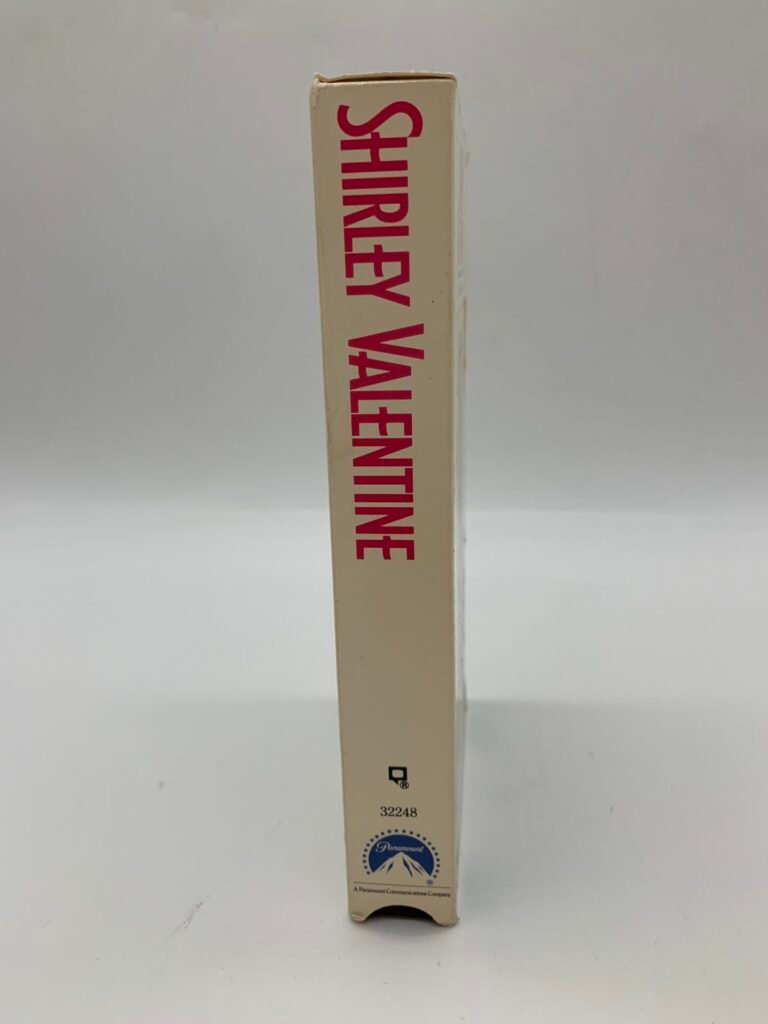 SHIRLEY VALENTINE
®
32248
Paramount
®
A Paramount Communications Company